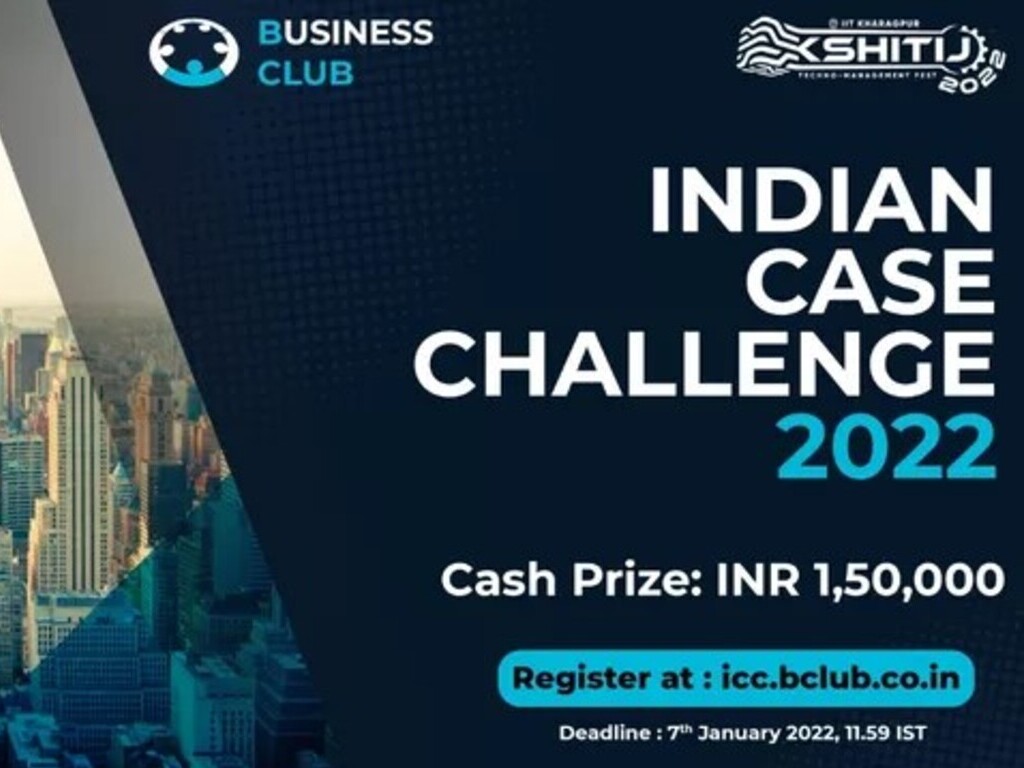 BUSINESS
CLUB
IIT KHARAGPUR
KSHITIJ
TECHNO-MANAGEMENT FEST
2022
INDIAN
CASE
CHALLENGE
2022
Cash Prize: INR 1,50,000
Register at : icc.bclub.co.in
Deadline : 7th January 2022, 11.59 IST